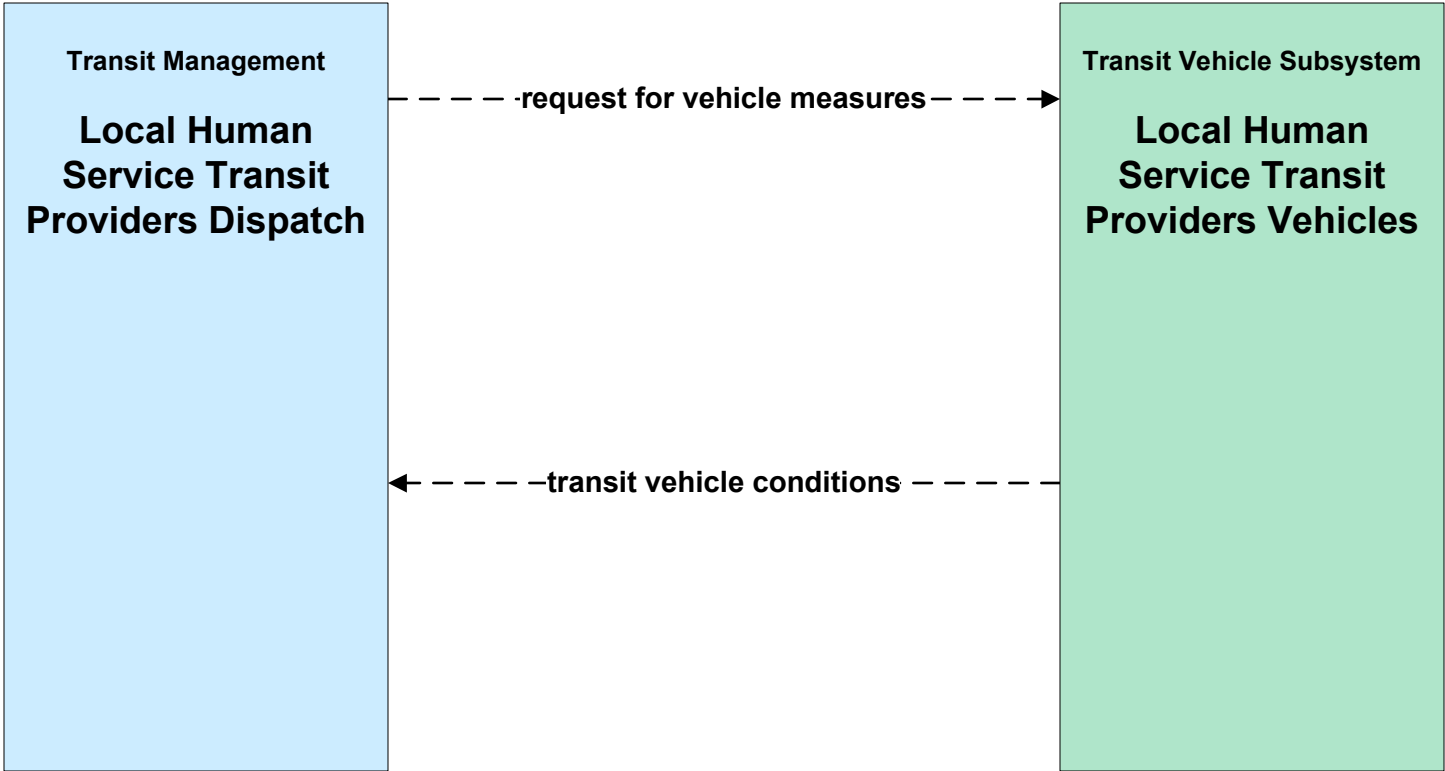 Transit Management
Local Human
Service Transit
Providers Dispatch
request for vehicle measures
transit vehicle conditions
Transit Vehicle Subsystem
Local Human
Service Transit
Providers Vehicles